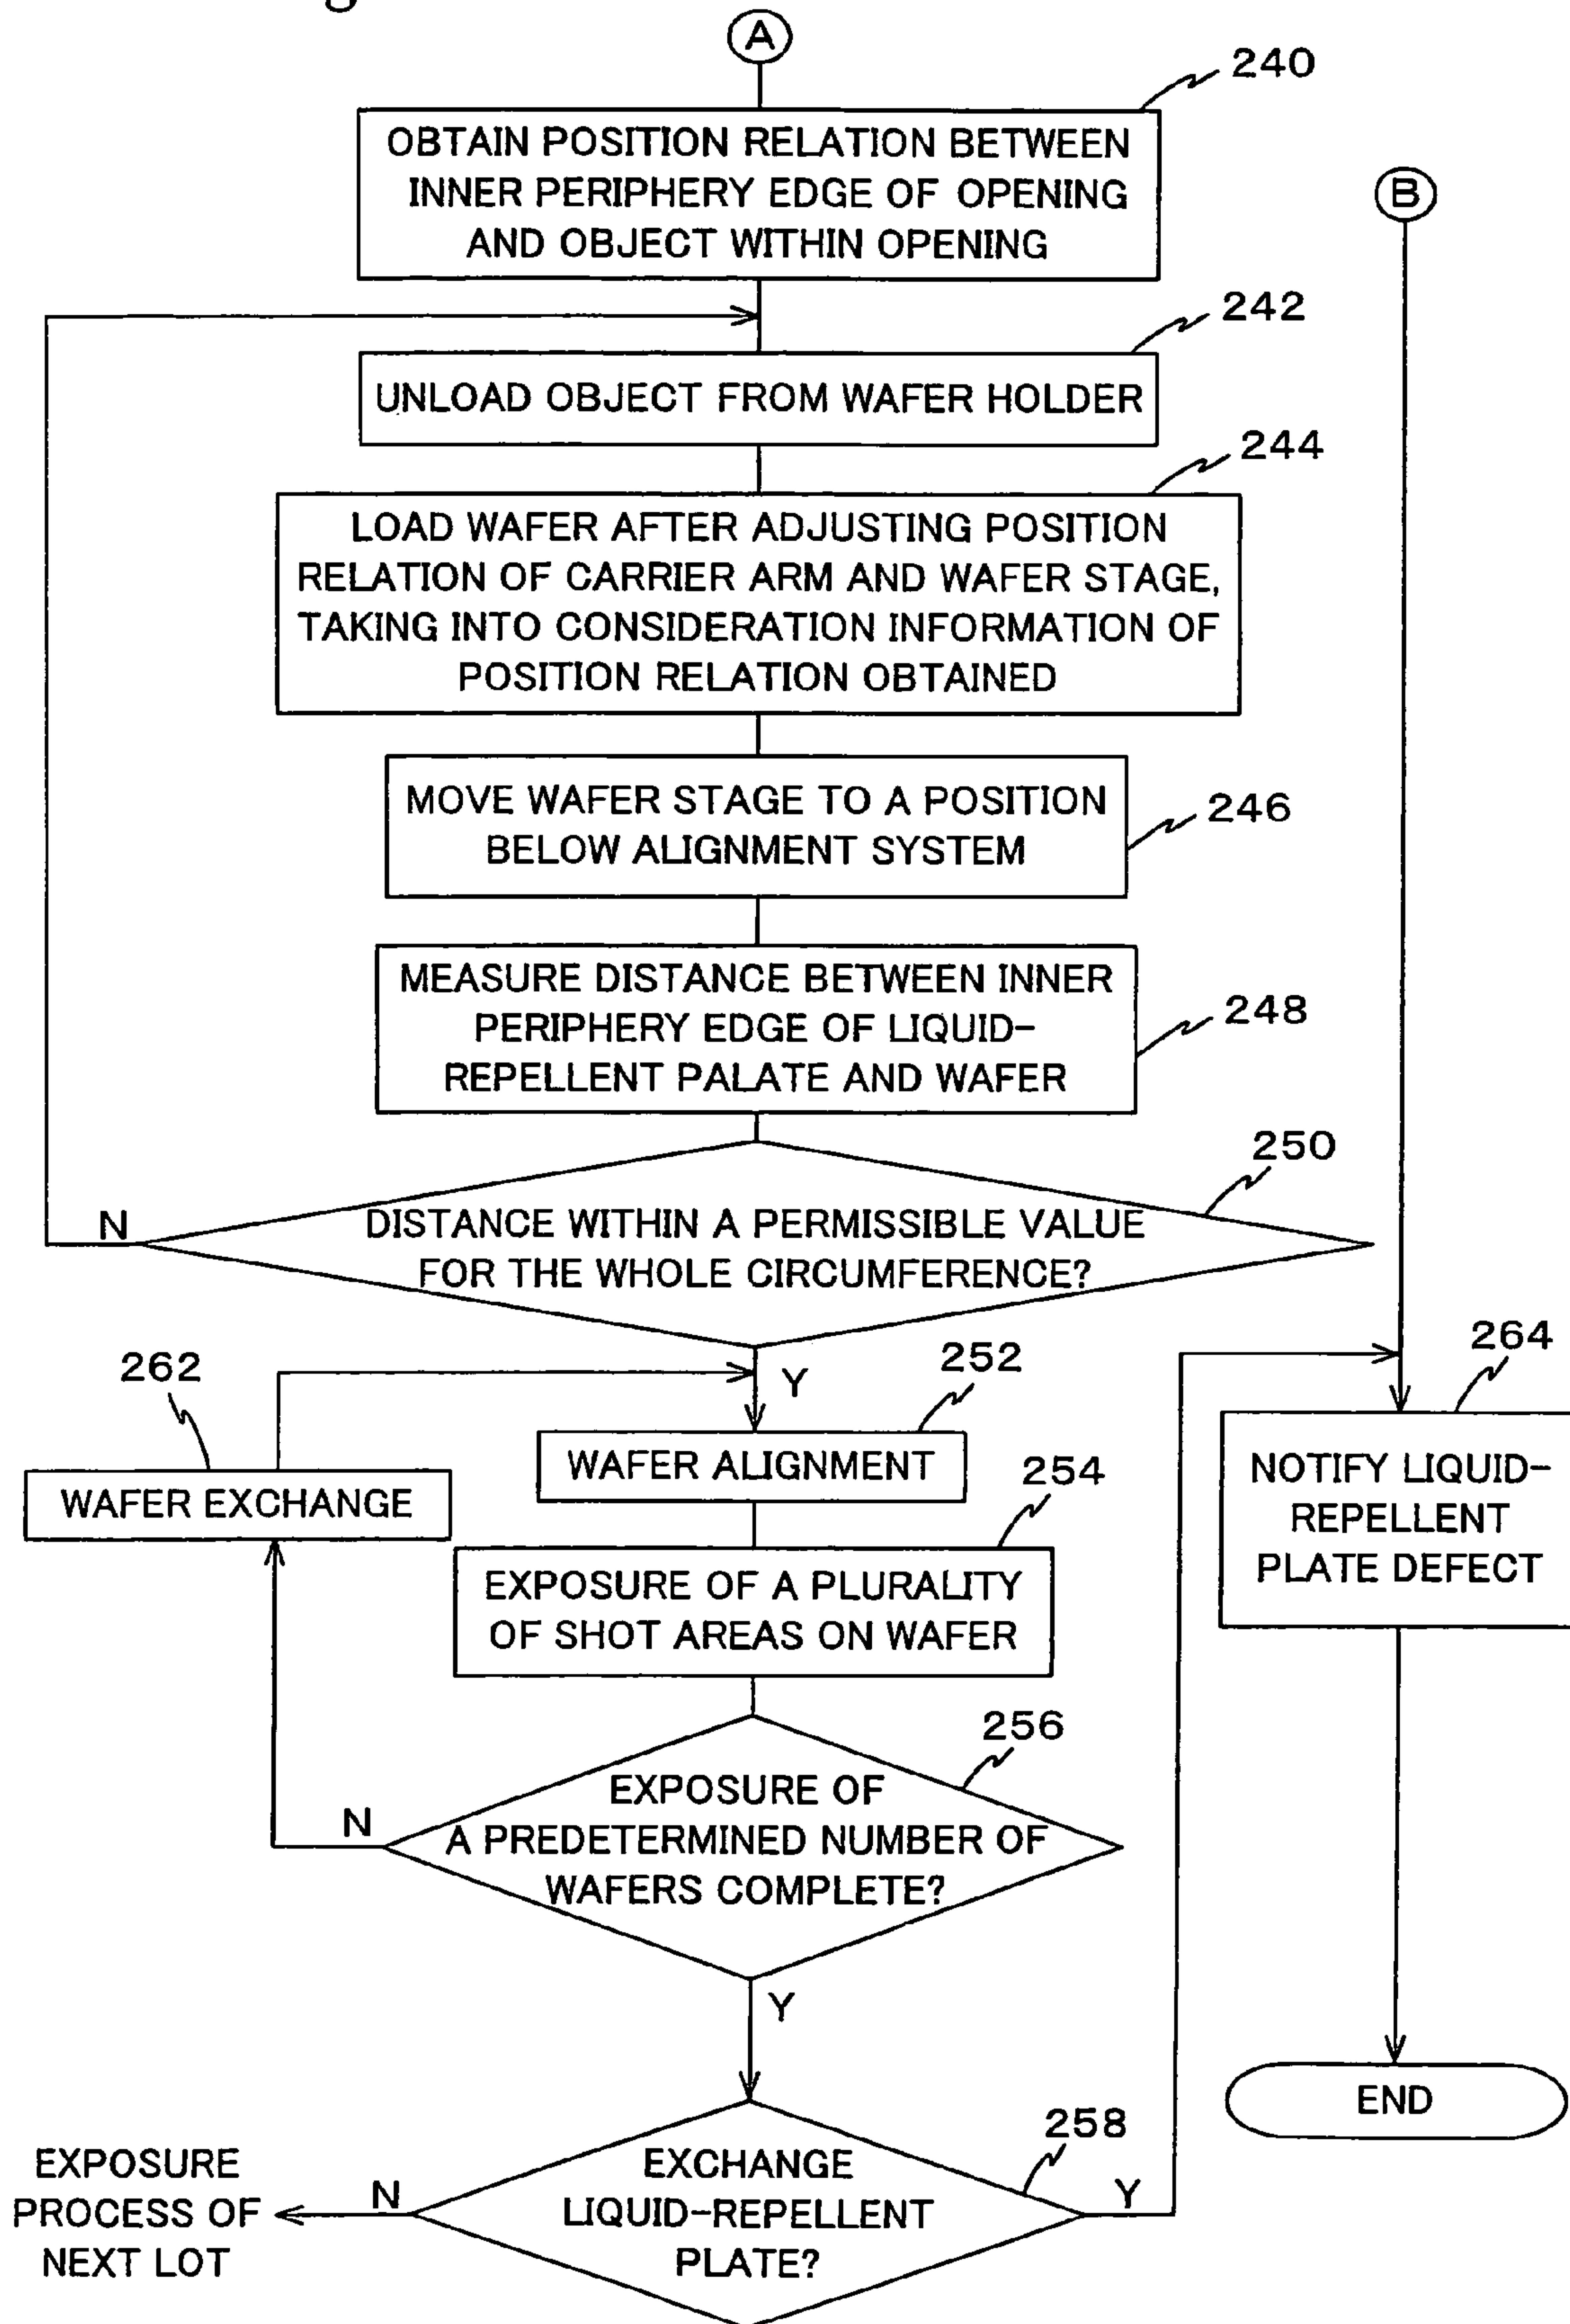 A
240
OBTAIN POSITION RELATION BETWEEN
INNER PERIPHERY EDGE OF OPENING
AND OBJECT WITHIN OPENING
B
242
UNLOAD OBJECT FROM WAFER HOLDER
244
LOAD WAFER AFTER ADJUSTING POSITION
RELATION OF CARRIER ARM AND WAFER STAGE,
TAKING INTO CONSIDERATION INFORMATION OF
POSITION RELATION OBTAINED
MOVE WAFER STAGE TO A POSITION
BELOW ALIGNMENT SYSTEM
246
MEASURE DISTANCE BETWEEN INNER
PERIPHERY EDGE OF LIQUID-
REPELLENT PALATE AND WAFER
248
250
N
DISTANCE WITHIN A PERMISSIBLE VALUE
FOR THE WHOLE CIRCUMFERENCE?
Y
262
WAFER EXCHANGE
252
WAFER ALIGNMENT
254
EXPOSURE OF A PLURALITY
OF SHOT AREAS ON WAFER
264
NOTIFY LIQUID-
REPELLENT
PLATE DEFECT
256
N
EXPOSURE OF
A PREDETERMINED NUMBER OF
WAFERS COMPLETE?
Y
END
258
EXCHANGE
LIQUID-REPELLENT
PLATE?
N
Y
EXPOSURE
PROCESS OF
NEXT LOT